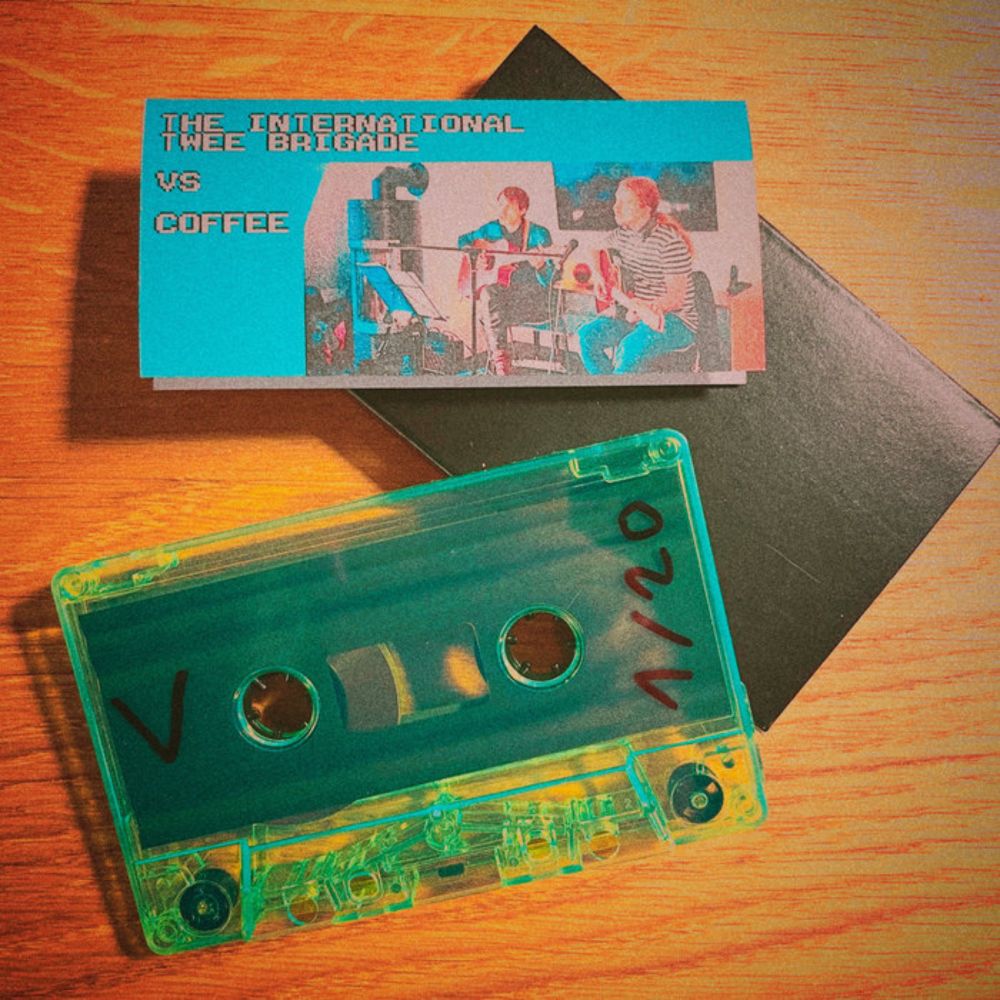 THE INTERNATIONAL
TWEE BRIGADE
VS
COFFEE
V
1/20